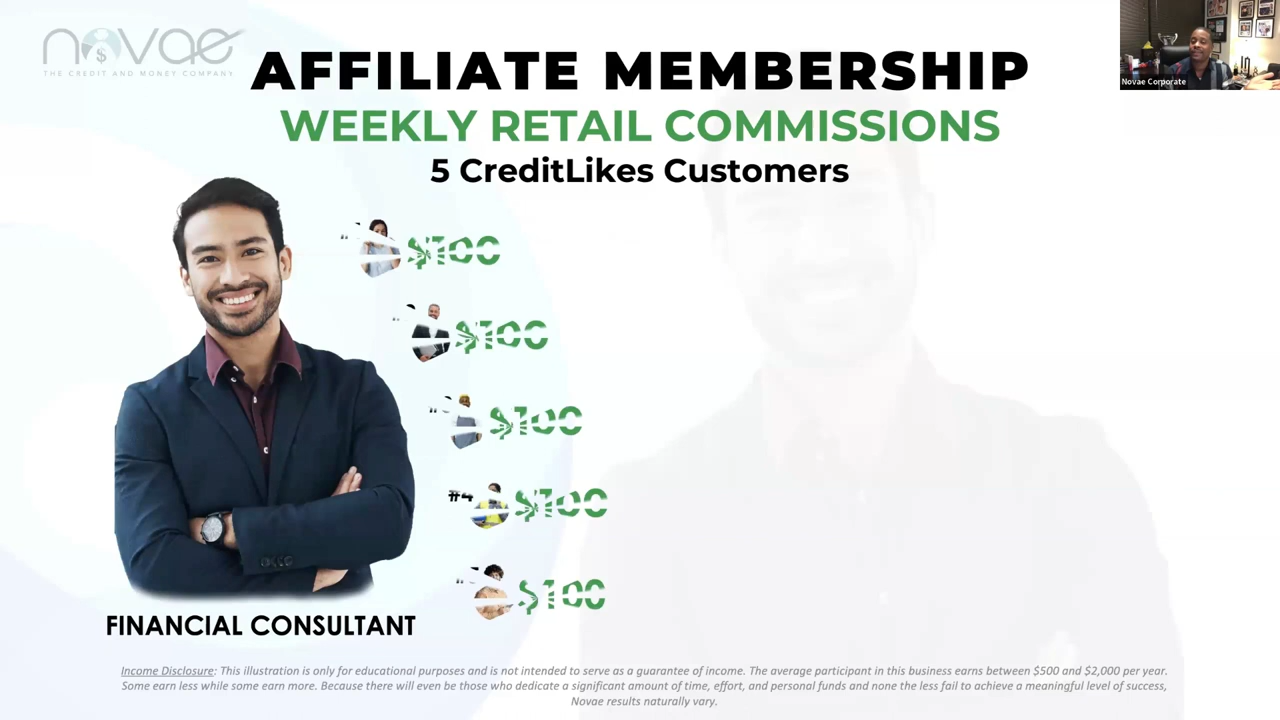 novae
THE CREDIT AND MONEY COMPANY
AFFILIATE MEMBERSHIP
WEEKLY RETAIL COMMISSIONS
5 CreditLikes Customers
Novae Corporate
$100
$100
$100
#4 $100
$100
FINANCIAL CONSULTANT
Income Disclosure: This illustration is only for educational purposes and is not intended to serve as a guarantee of income. The average participant in this business earns between $500 and $2,000 per year.
Some earn less while some earn more. Because there will even be those who dedicate a significant amount of time, effort, and personal funds and none the less fail to achieve a meaningful level of success,
Novae results naturally vary.